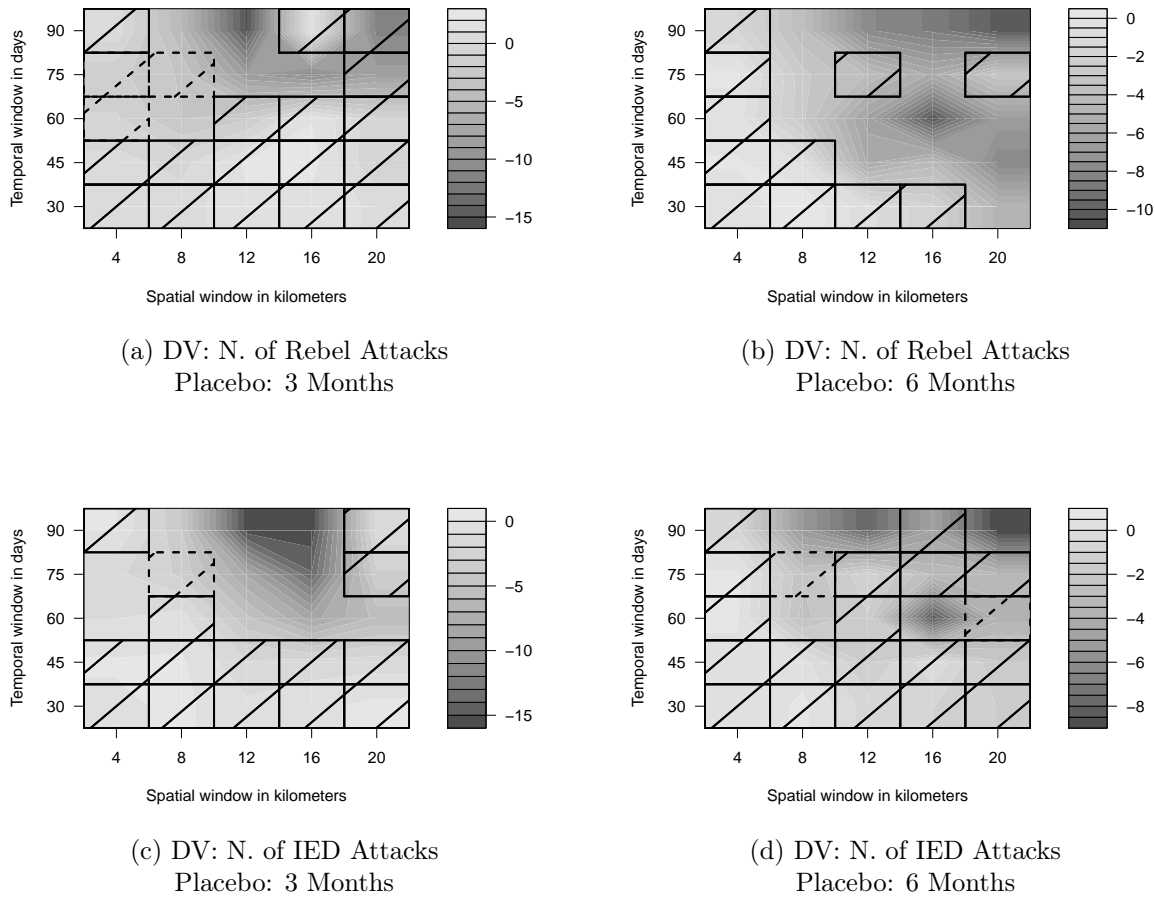 Temporal window in days
90
75
60
45
30
4 8 12 16 20
Spatial window in kilometers
0
−5
−10
−15
(a) DV: N. of Rebel Attacks
Placebo: 3 Months
Temporal window in days
90
75
60
45
30
4 8 12 16 20
Spatial window in kilometers
0
−2
−4
−6
−8
−10
(b) DV: N. of Rebel Attacks
Placebo: 6 Months
Temporal window in days
90
75
60
45
30
4 8 12 16 20
Spatial window in kilometers
0
−5
−10
−15
(c) DV: N. of IED Attacks
Placebo: 3 Months
Temporal window in days
90
75
60
45
30
4 8 12 16 20
Spatial window in kilometers
0
−2
−4
−6
−8
(d) DV: N. of IED Attacks
Placebo: 6 Months